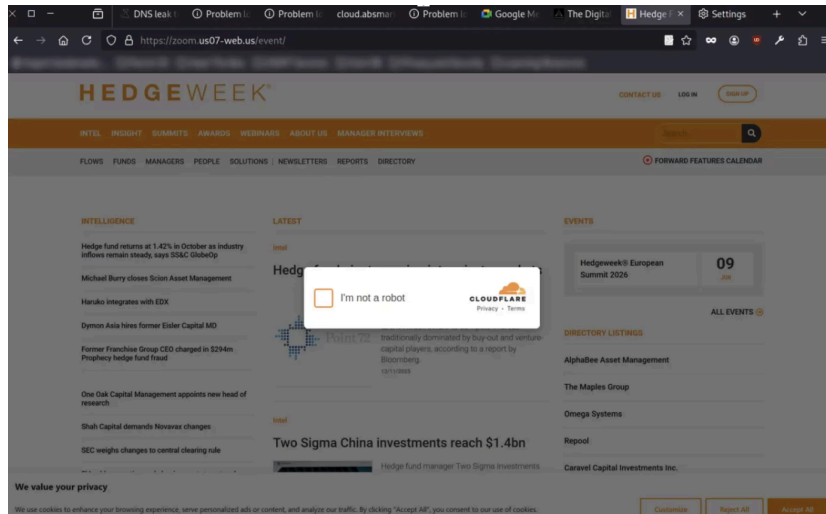 DNS leak t
Problem lo
Problem lo
cloud.absmar
Problem lo
Google Me
The Digital
Hedge F
Settings
https://zoom.us07-web.us/event/
HEDGEWEEK®
CONTACT US
LOG IN
SIGN UP
INTEL INSIGHT SUMMITS AWARDS WEBINARS ABOUT US MANAGER INTERVIEWS
FLOWS FUNDS MANAGERS PEOPLE SOLUTIONS | NEWSLETTERS REPORTS DIRECTORY
FORWARD FEATURES CALENDAR
INTELLIGENCE
Hedge fund returns at 1.42% in October as industry
inflows remain steady, says SS&C GlobeOp
Michael Burry closes Scion Asset Management
Haruko integrates with EDX
Dymon Asia hires former Eisler Capital MD
Former Franchise Group CEO charged in $294m
Prophecy hedge fund fraud
One Oak Capital Management appoints new head of
research
Shah Capital demands Novavax changes
SEC weighs changes to central clearing rule
LATEST
Intel
I'm not a robot
CLOUDFLARE
Privacy - Terms
Point72
traditionally dominated by buy-out and venture-
capital players, according to a report by
Bloomberg.
Intel
Two Sigma China investments reach $1.4bn
Hedge fund manager Two Sigma investments
EVENTS
Hedgeweek® European
Summit 2026
09
JUN
ALL EVENTS
DIRECTORY LISTINGS
AlphaBee Asset Management
The Maples Group
Omega Systems
Repool
Caravel Capital Investments Inc.
We value your privacy
We use cookies to enhance your browsing experience, serve personalized ads or content, and analyze our traffic. By clicking "Accept All", you consent to our use of cookies.
Customize
Reject All
Accept All